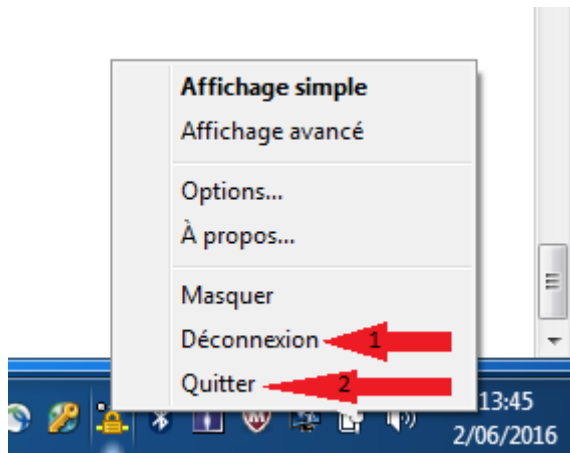 Affichage simple
Affichage avancé
Options...
À propos...
Masquer
Déconnexion 1
Quitter 2
13:45
2/06/2016